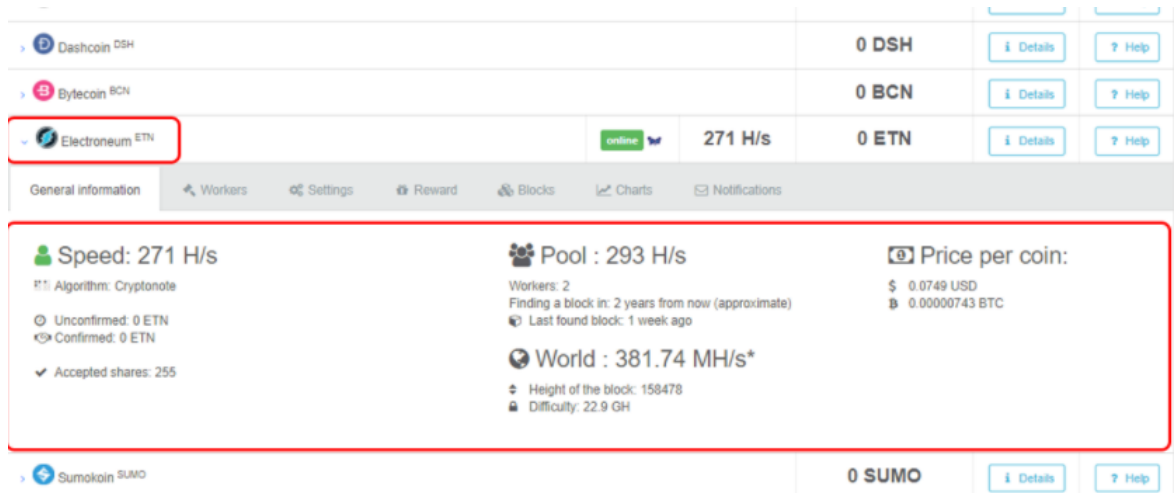 Dashcoin DSH 0 DSH i Details ? Help
Bytecoin BCN 0 BCN i Details ? Help
Electroneum ETN online 271 H/s 0 ETN i Details ? Help
General information Workers Settings Reward Blocks Charts Notifications
Speed: 271 H/s
Algorithm: Cryptonote
Unconfirmed: 0 ETN
Confirmed: 0 ETN
Accepted shares: 255
Pool : 293 H/s
Workers: 2
Finding a block in: 2 years from now (approximate)
Last found block: 1 week ago
World : 381.74 MH/s*
Height of the block: 158478
Difficulty: 22.9 GH
Price per coin:
$ 0.0749 USD
0.00000743 BTC
Sumokoin SUMO 0 SUMO i Details ? Help